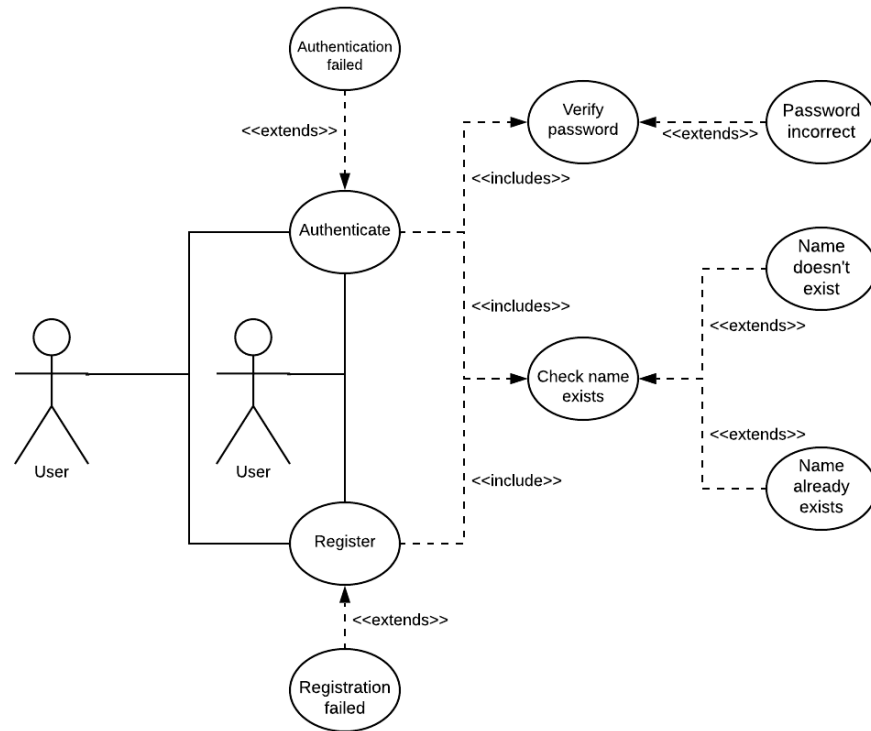 Authentication
failed
<<extends>>
Verify
password
<<extends>>
Password
incorrect
<<includes>>
Authenticate
Name
doesn't
exist
<<includes>>
<<extends>>
Check name
exists
User
User
<<extends>>
<<include>>
Name
already
exists
Register
<<extends>>
Registration
failed